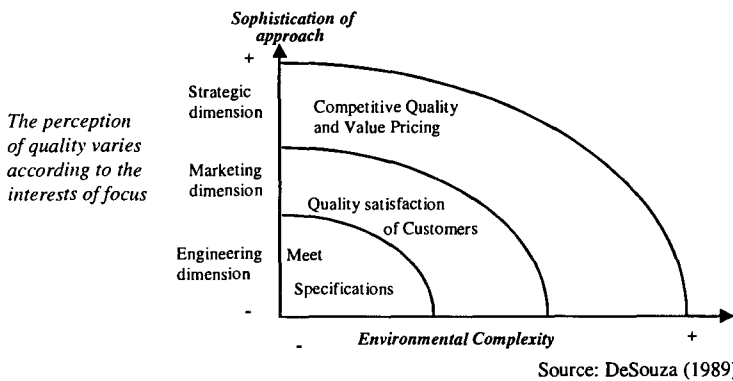 Sophistication of
approach
+
Strategic
dimension
Competitive Quality
and Value Pricing
The perception
of quality varies
according to the
interests of focus
Marketing
dimension
Quality satisfaction
of Customers
Engineering
dimension
Meet
Specifications
-
-
Environmental Complexity
+
Source: DeSouza (1989)